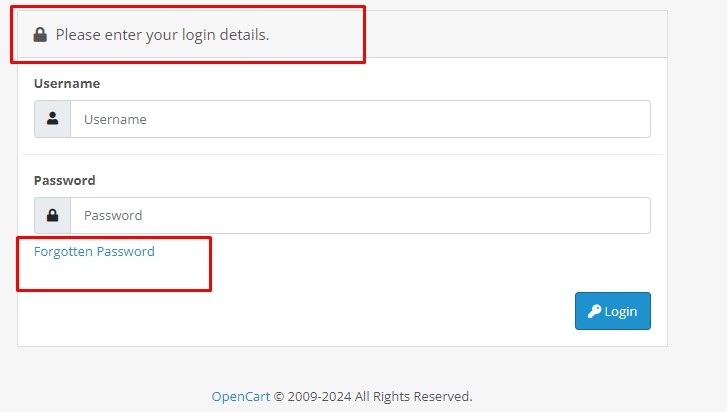 Please enter your login details.
Username
Username
Password
Password
Forgotten Password
Login
OpenCart © 2009-2024 All Rights Reserved.